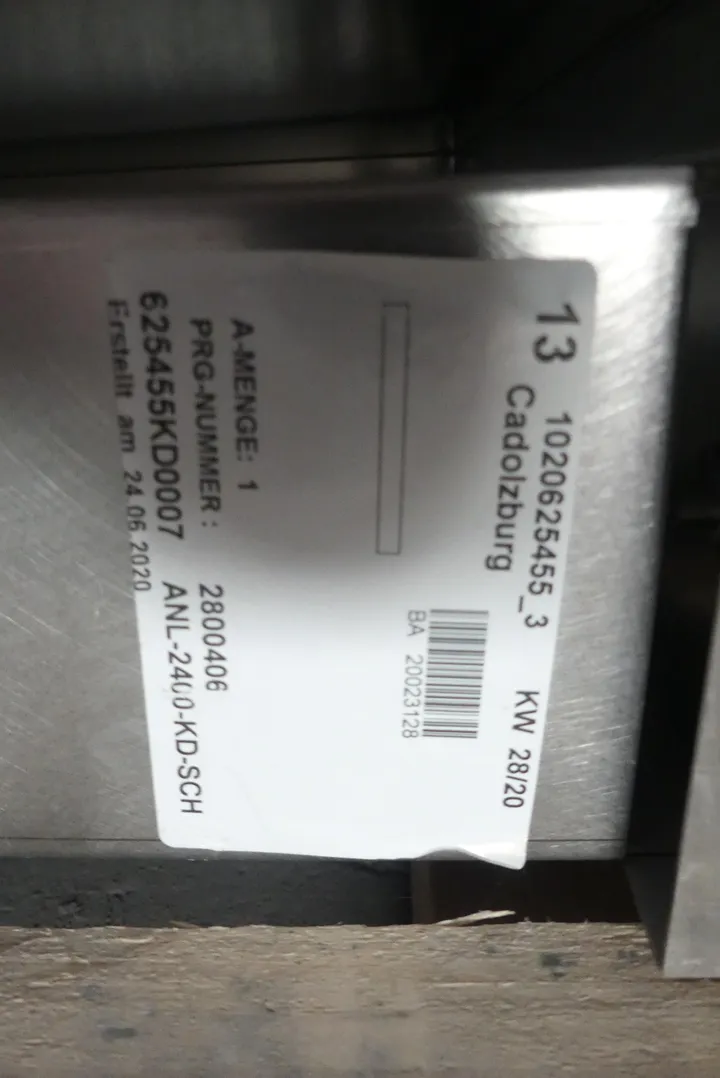 13 1020625455_3 KW 28/20
Cadolzburg
BA 20023128
A-MENGE: 1
PRG-NUMMER: 2800406
625455KD0007 ANL-2400-KD-SCH
Erstellt am 24.06.2020